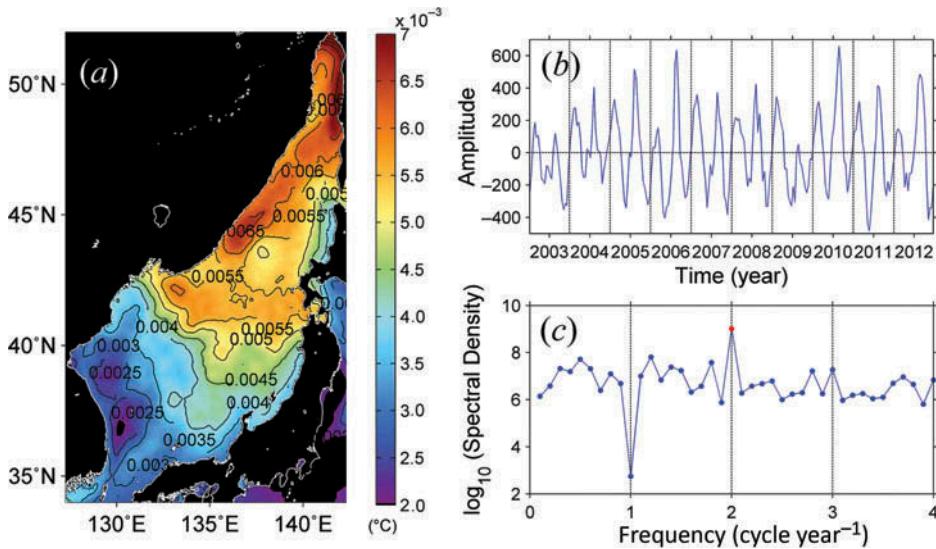 (a)
50°N
45°N
40°N
35°N
130°E
135°E
140°E
0.006
0.0055
0.0055
0.0055
0.0055
0.005
0.0045
0.004
0.004
0.0035
0.003
0.003
0.0025
0.0025
x 10⁻³
7
6.5
6.0
5.5
5.0
4.5
4.0
3.5
3.0
2.5
2.0
(°C)
(b)
Amplitude
600
400
200
0
−200
−400
2003 2004 2005 2006 2007 2008 2009 2010 2011 2012
Time (year)
(c)
log₁₀ (Spectral Density)
10
8
6
4
2
0 1 2 3 4
Frequency (cycle year⁻¹)